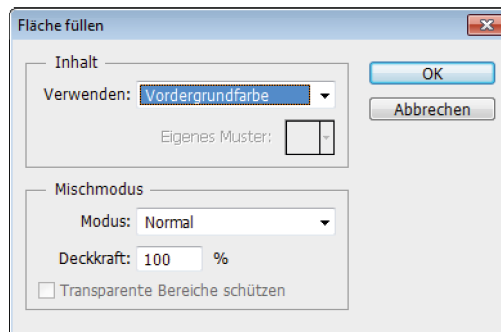 Fläche füllen
Inhalt
Verwenden: Vordergrundfarbe
Eigenes Muster:
OK
Abbrechen
Mischmodus
Modus: Normal
Deckkraft: 100 %
Transparente Bereiche schützen